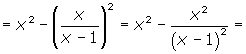 = x² − (x / (x − 1))² = x² − x² / (x − 1)² =